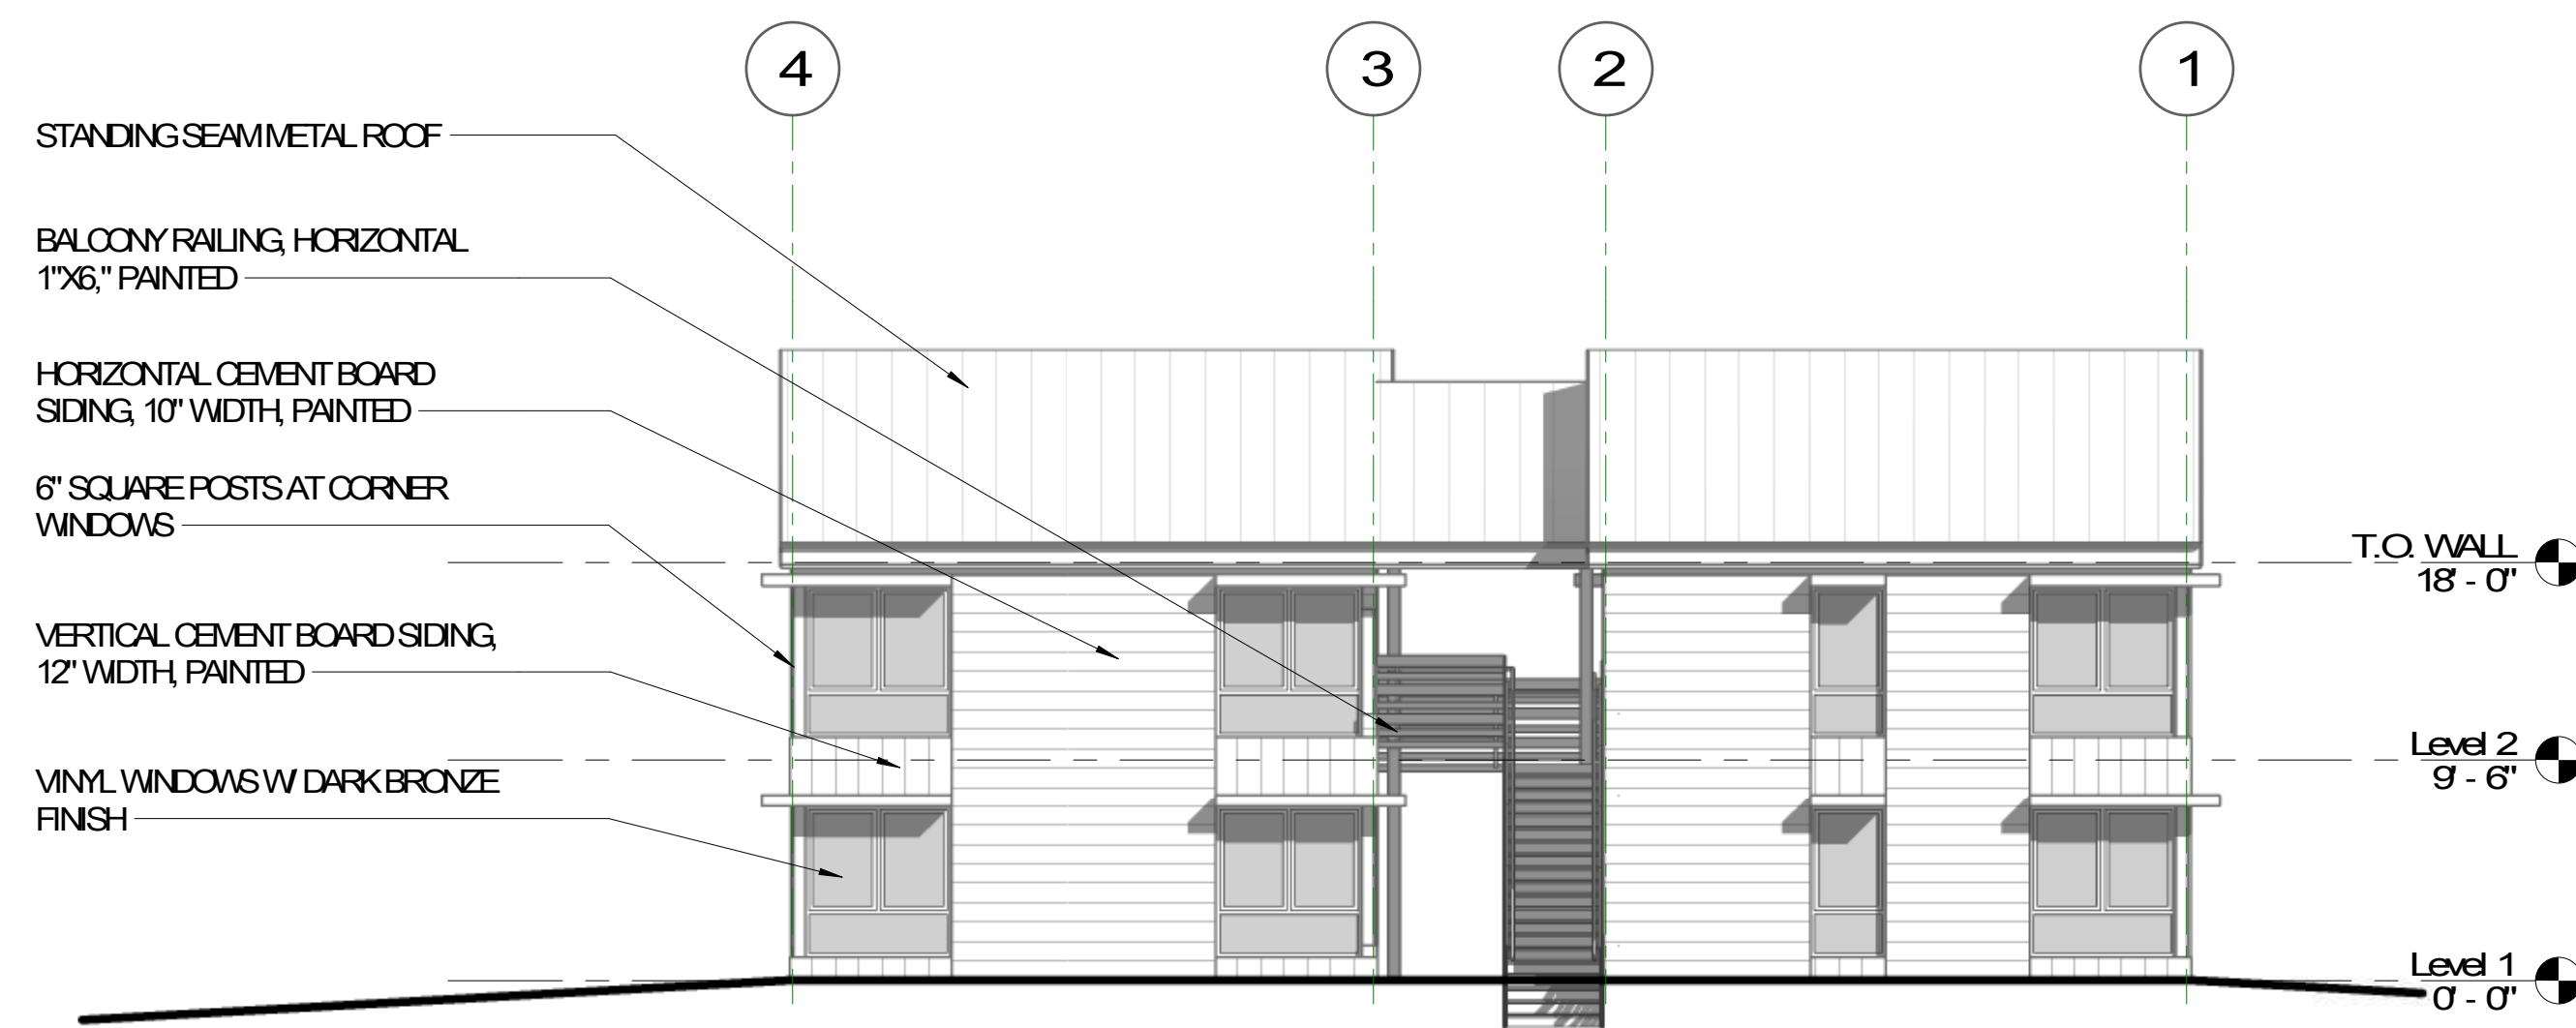 4
3
2
1
STANDING SEAM METAL ROOF
BALCONY RAILING, HORIZONTAL
1"X6," PAINTED
HORIZONTAL CEMENT BOARD
SIDING, 10" WIDTH, PAINTED
6" SQUARE POSTS AT CORNER
WINDOWS
T.O. WALL
18' - 0"
VERTICAL CEMENT BOARD SIDING,
12" WIDTH, PAINTED
Level 2
9' - 6"
VINYL WINDOWS W/ DARK BRONZE
FINISH
Level 1
0' - 0"